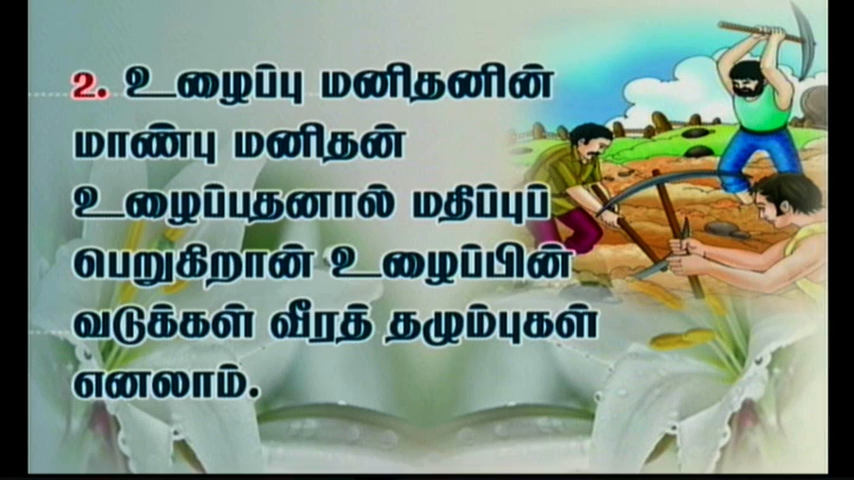 2. உழைப்பு மனிதனின்
மாண்பு மனிதன்
உழைப்பதனால் மதிப்புப்
பெறுகிறான் உழைப்பின்
வடுக்கள் வீரத் தழும்புகள்
எனலாம்.